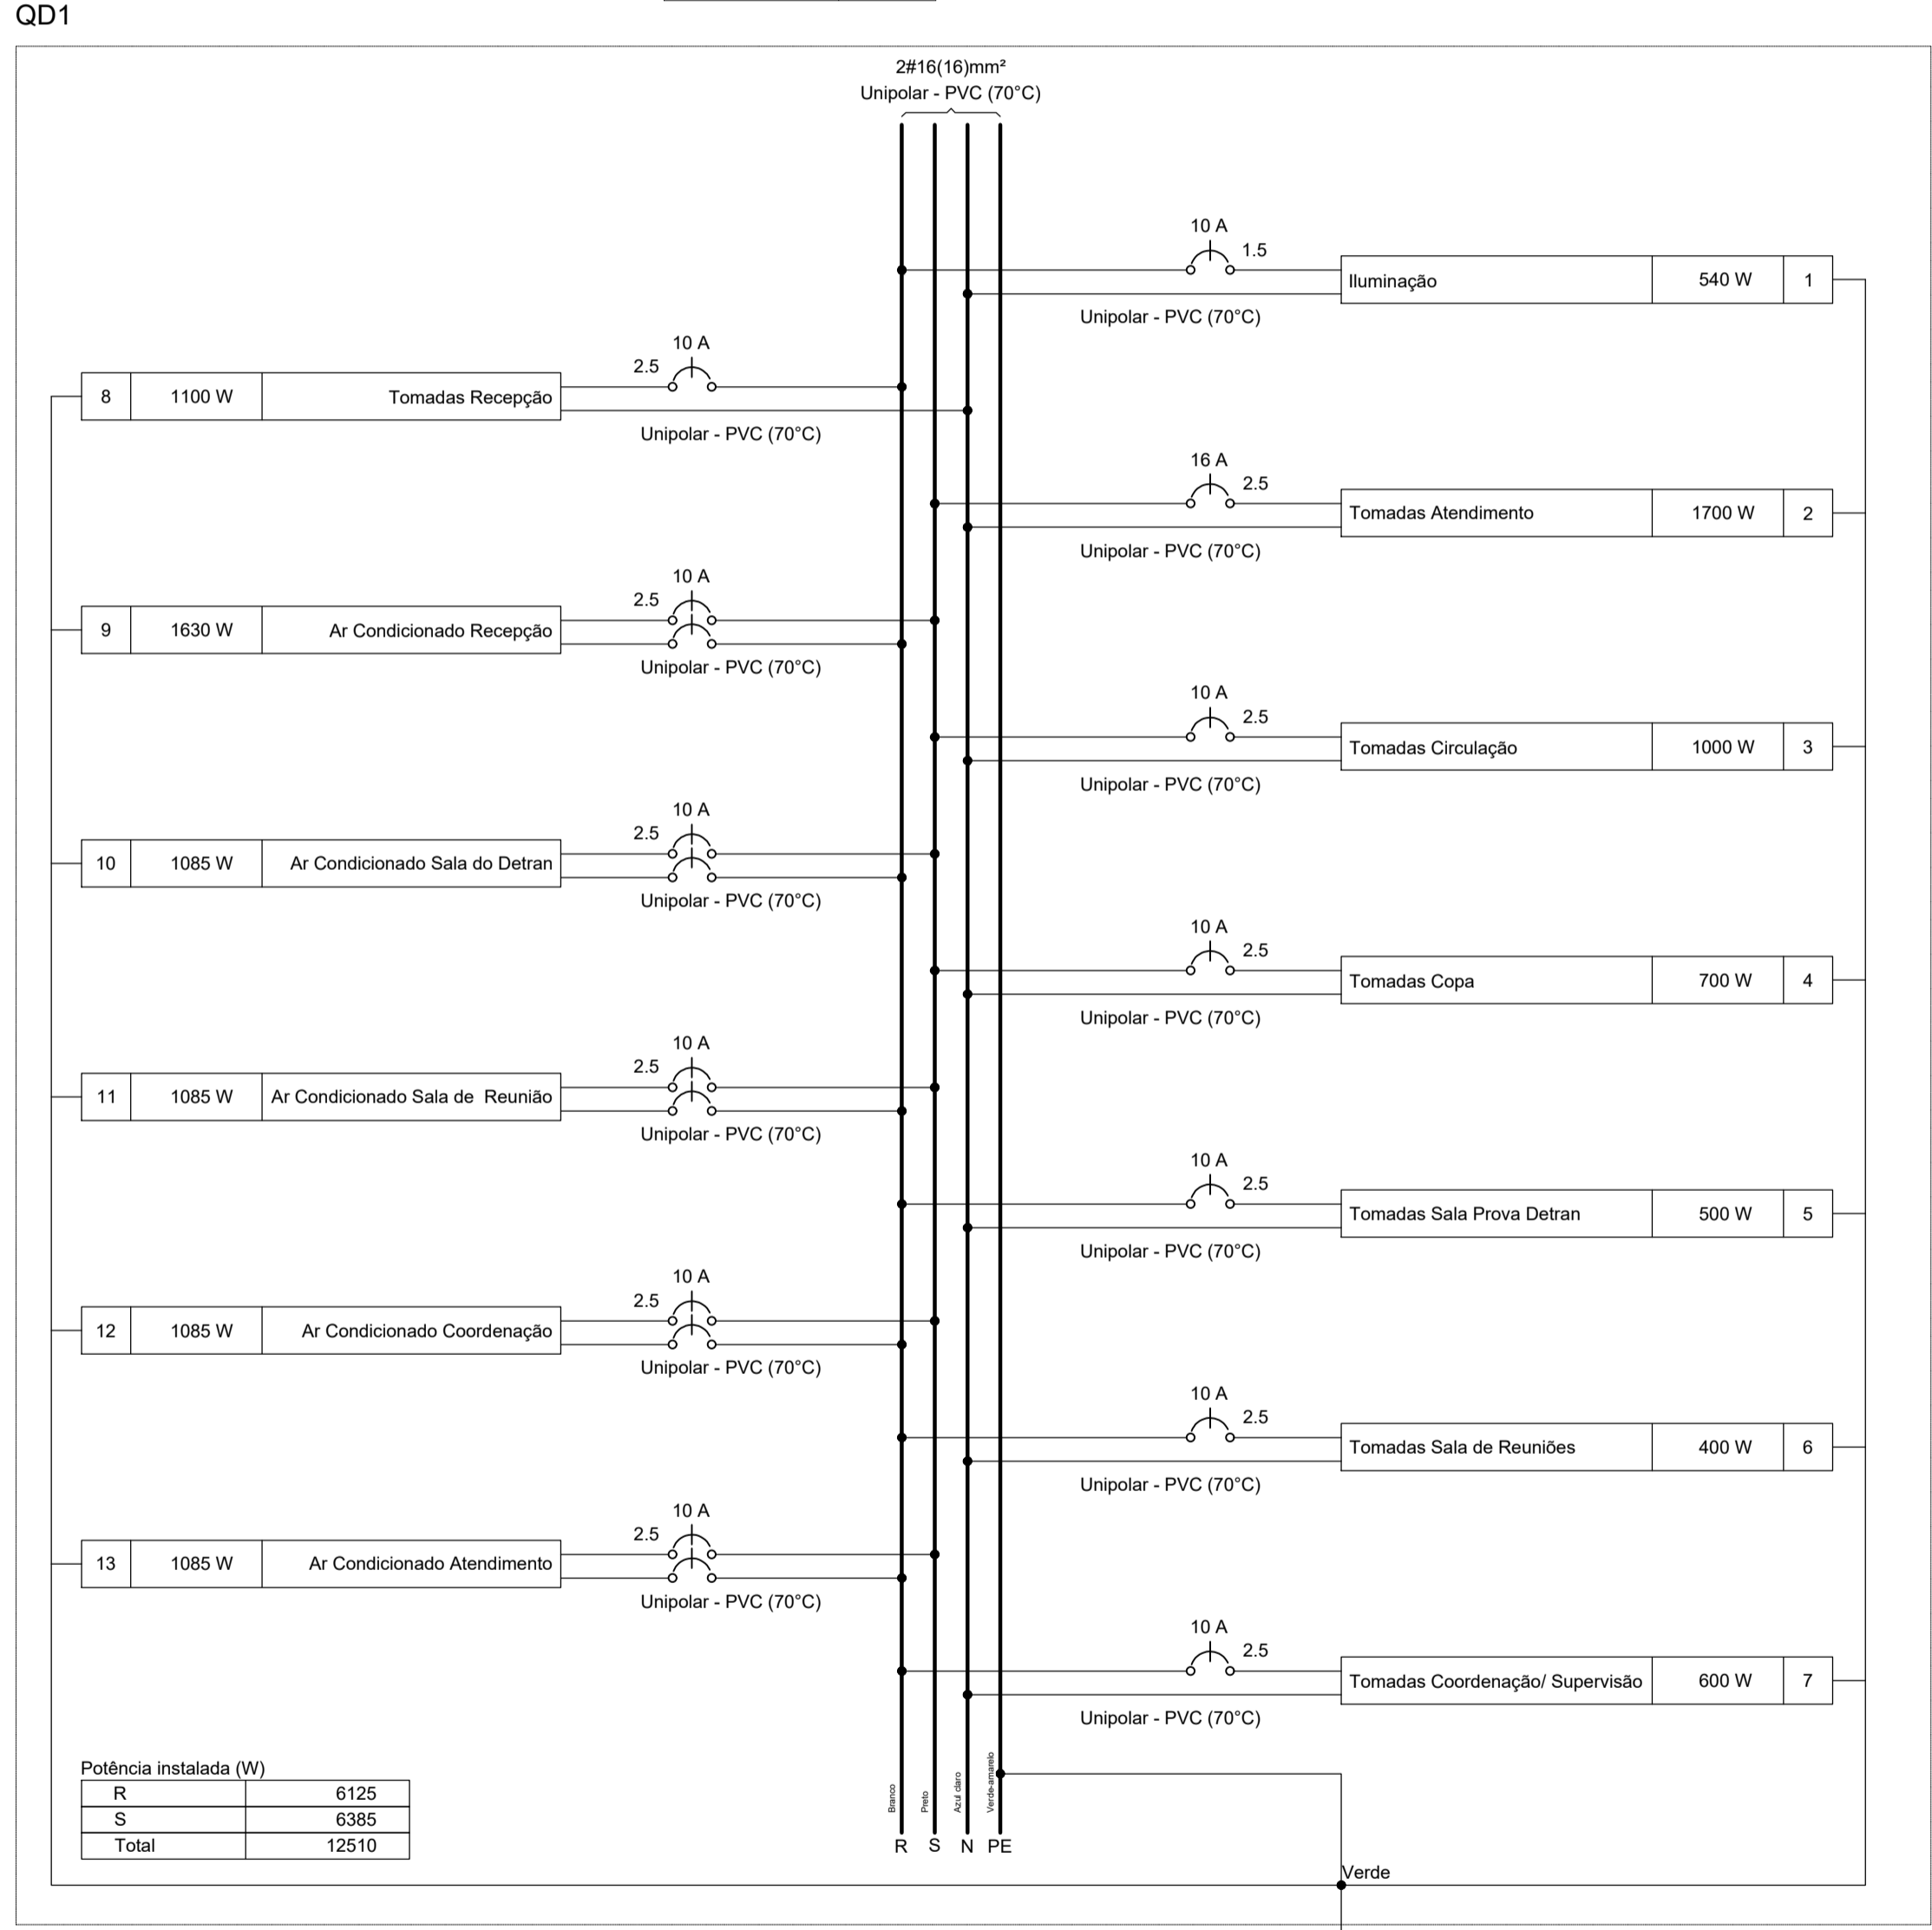 QD1
2#16(16)mm²
Unipolar - PVC (70°C)
10 A
1.5
Iluminação 540 W 1
Unipolar - PVC (70°C)
10 A
2.5
8 1100 W Tomadas Recepção
Unipolar - PVC (70°C)
16 A
2.5
Tomadas Atendimento 1700 W 2
Unipolar - PVC (70°C)
10 A
2.5
9 1630 W Ar Condicionado Recepção
Unipolar - PVC (70°C)
10 A
2.5
Tomadas Circulação 1000 W 3
Unipolar - PVC (70°C)
10 A
2.5
10 1085 W Ar Condicionado Sala do Detran
Unipolar - PVC (70°C)
10 A
2.5
Tomadas Copa 700 W 4
Unipolar - PVC (70°C)
10 A
2.5
11 1085 W Ar Condicionado Sala de  Reunião
Unipolar - PVC (70°C)
10 A
2.5
Tomadas Sala Prova Detran 500 W 5
Unipolar - PVC (70°C)
10 A
2.5
12 1085 W Ar Condicionado Coordenação
Unipolar - PVC (70°C)
10 A
2.5
Tomadas Sala de Reuniões 400 W 6
Unipolar - PVC (70°C)
10 A
2.5
13 1085 W Ar Condicionado Atendimento
Unipolar - PVC (70°C)
10 A
2.5
Tomadas Coordenação/ Supervisão 600 W 7
Unipolar - PVC (70°C)
Potência instalada (W)
R 6125
S 6385
Total 12510
Branco
Preto
Azul claro
Verde-amarelo
R S N PE
Verde